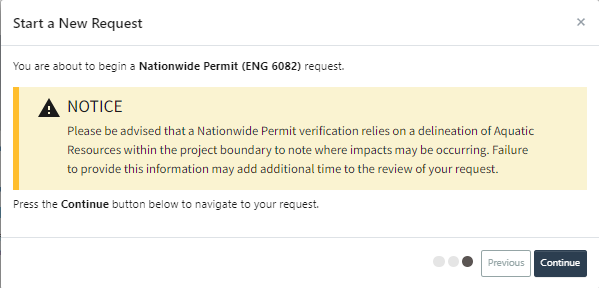 Start a New Request
×
You are about to begin a Nationwide Permit (ENG 6082) request.
NOTICE
Please be advised that a Nationwide Permit verification relies on a delineation of Aquatic
Resources within the project boundary to note where impacts may be occurring. Failure
to provide this information may add additional time to the review of your request.
Press the Continue button below to navigate to your request.
Previous
Continue